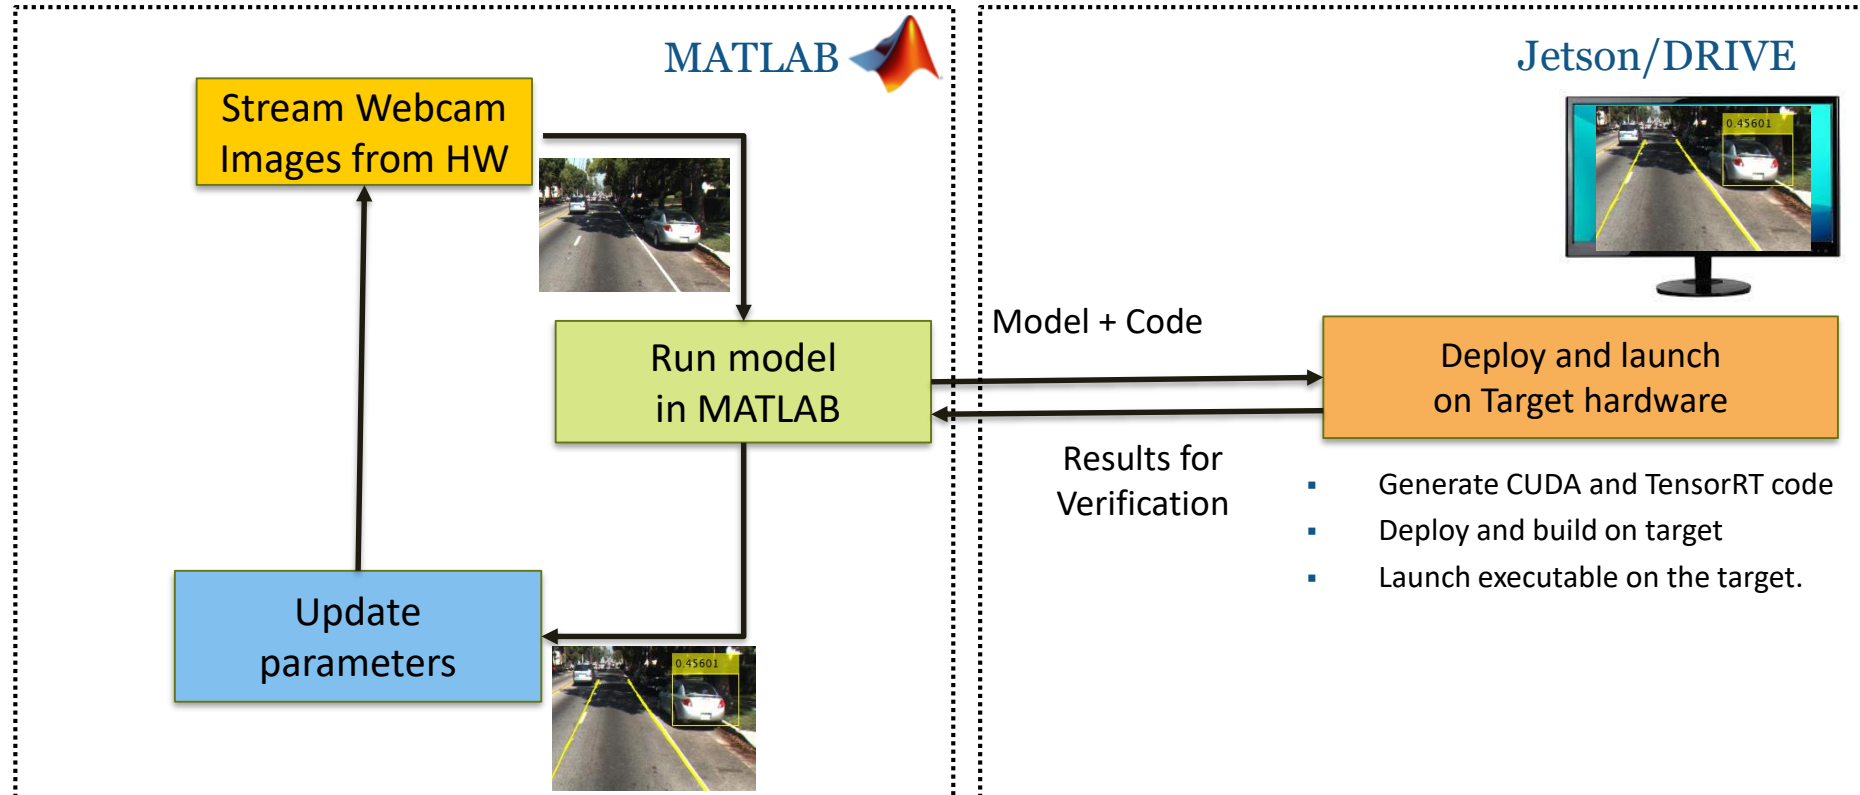 MATLAB
Stream Webcam
Images from HW
Run model
in MATLAB
Update
parameters
0.45601
Jetson/DRIVE
0.45601
Model + Code
Results for
Verification
Deploy and launch
on Target hardware
▪ Generate CUDA and TensorRT code
▪ Deploy and build on target
▪ Launch executable on the target.